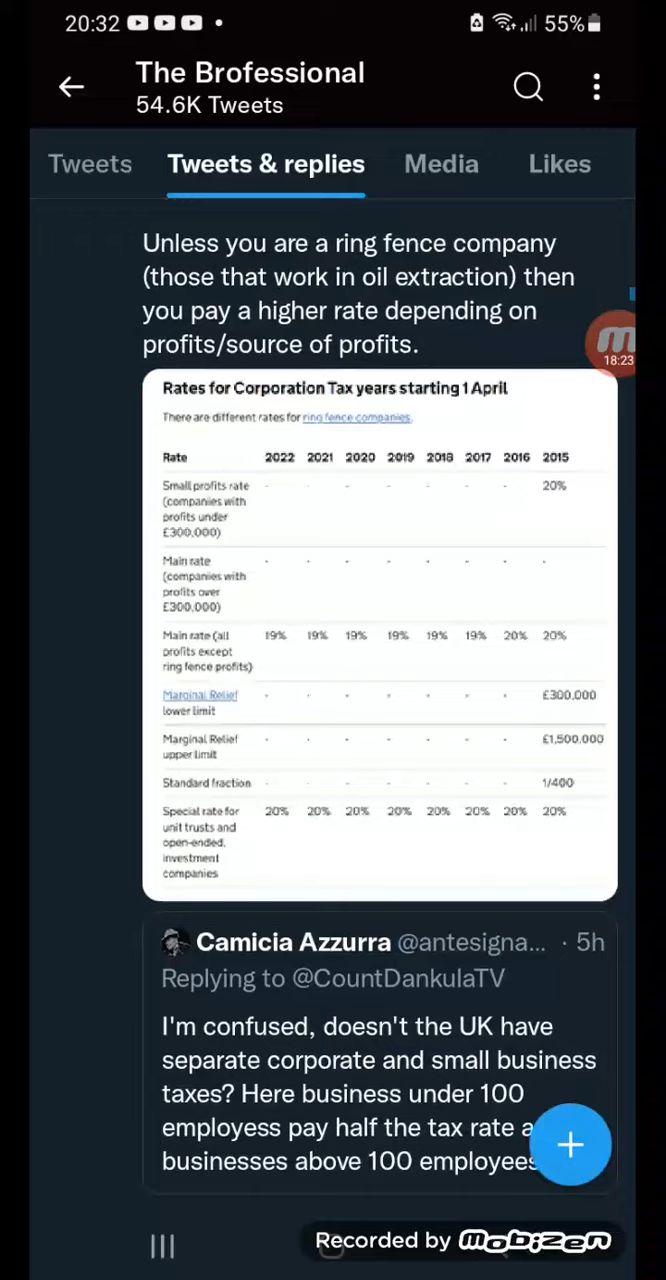 20:32 55%
The Brofessional
54.6K Tweets
Tweets Tweets & replies Media Likes
Unless you are a ring fence company
(those that work in oil extraction) then
you pay a higher rate depending on
profits/source of profits.
18:23
Rates for Corporation Tax years starting 1 April
There are different rates for ring fence companies.
Rate 2022 2021 2020 2019 2018 2017 2016 2015
Small profits rate - - - - - - - 20%
(companies with
profits under
£300,000)
Main rate - - - - - - - -
(companies with
profits over
£300,000)
Main rate (all 19% 19% 19% 19% 19% 19% 20% 20%
profits except
ring fence profits)
Marginal Relief - - - - - - - £300,000
lower limit
Marginal Relief - - - - - - - £1,500,000
upper limit
Standard fraction - - - - - - - 1/400
Special rate for 20% 20% 20% 20% 20% 20% 20% 20%
unit trusts and
open-ended,
investment
companies
Camicia Azzurra @antesigna... · 5h
Replying to @CountDankulaTV
I'm confused, doesn't the UK have
separate corporate and small business
taxes? Here business under 100
employess pay half the tax rate a
businesses above 100 employees
Recorded by mobizen